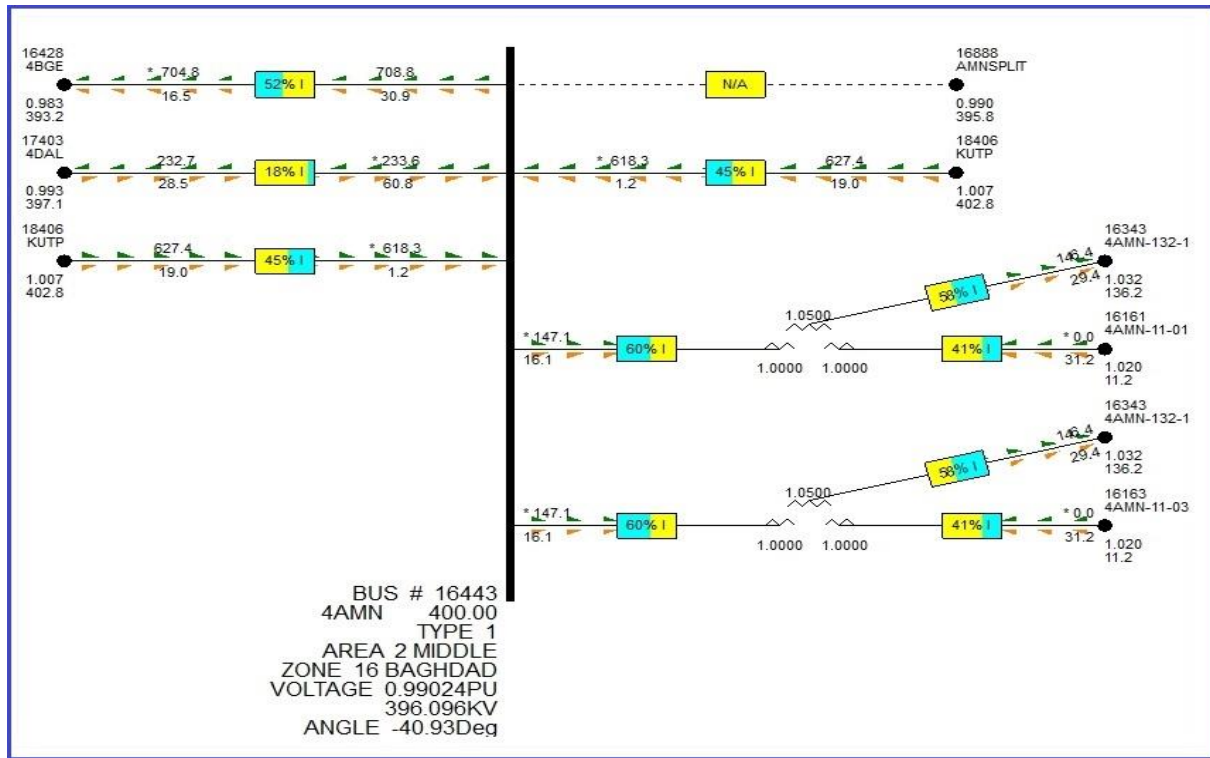 16428
4BGE
* 704.8
52% I
708.8
16.5
30.9
0.983
393.2
N/A
16888
AMNSPLIT
0.990
395.8
17403
4DAL
232.7
18% I
* 233.6
28.5
60.8
0.993
397.1
* 618.3
45% I
627.4
1.2
19.0
18406
KUTP
1.007
402.8
18406
KUTP
627.4
45% I
* 618.3
19.0
1.2
1.007
402.8
16343
4AMN-132-1
146.4
29.4
58% I
1.032
136.2
1.0500
* 147.1
60% I
16.1
1.0000
1.0000
41% I
* 0.0
31.2
16161
4AMN-11-01
1.020
11.2
16343
4AMN-132-1
146.4
29.4
58% I
1.032
136.2
1.0500
* 147.1
60% I
16.1
1.0000
1.0000
41% I
* 0.0
31.2
16163
4AMN-11-03
1.020
11.2
BUS # 16443
4AMN 400.00
TYPE 1
AREA 2 MIDDLE
ZONE 16 BAGHDAD
VOLTAGE 0.99024PU
396.096KV
ANGLE -40.93Deg